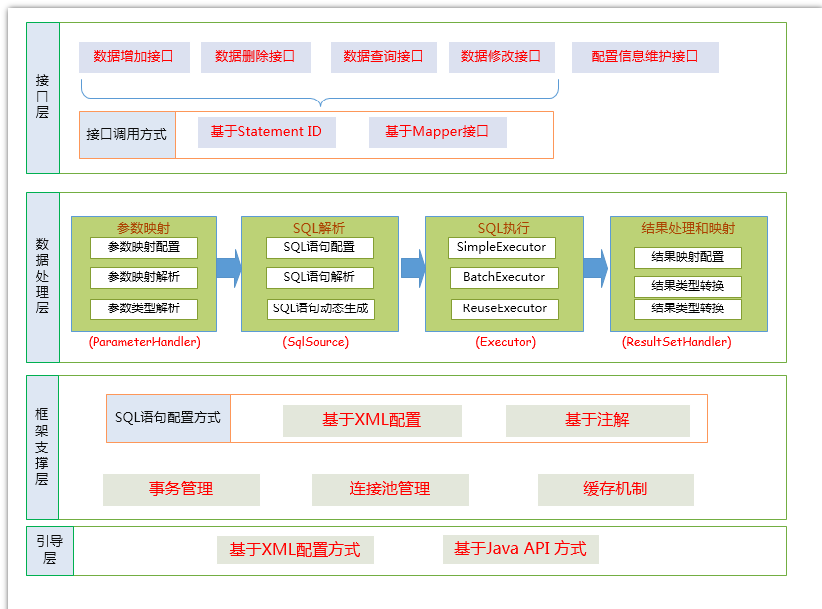 接口层
数据增加接口
数据删除接口
数据查询接口
数据修改接口
配置信息维护接口
接口调用方式
基于Statement ID
基于Mapper接口
数据处理层
参数映射
参数映射配置
参数映射解析
参数类型解析
(ParameterHandler)
SQL解析
SQL语句配置
SQL语句解析
SQL语句动态生成
(SqlSource)
SQL执行
SimpleExecutor
BatchExecutor
ReuseExecutor
(Executor)
结果处理和映射
结果映射配置
结果类型转换
结果类型转换
(ResultSetHandler)
框架支撑层
SQL语句配置方式
基于XML配置
基于注解
事务管理
连接池管理
缓存机制
引导层
基于XML配置方式
基于Java API 方式